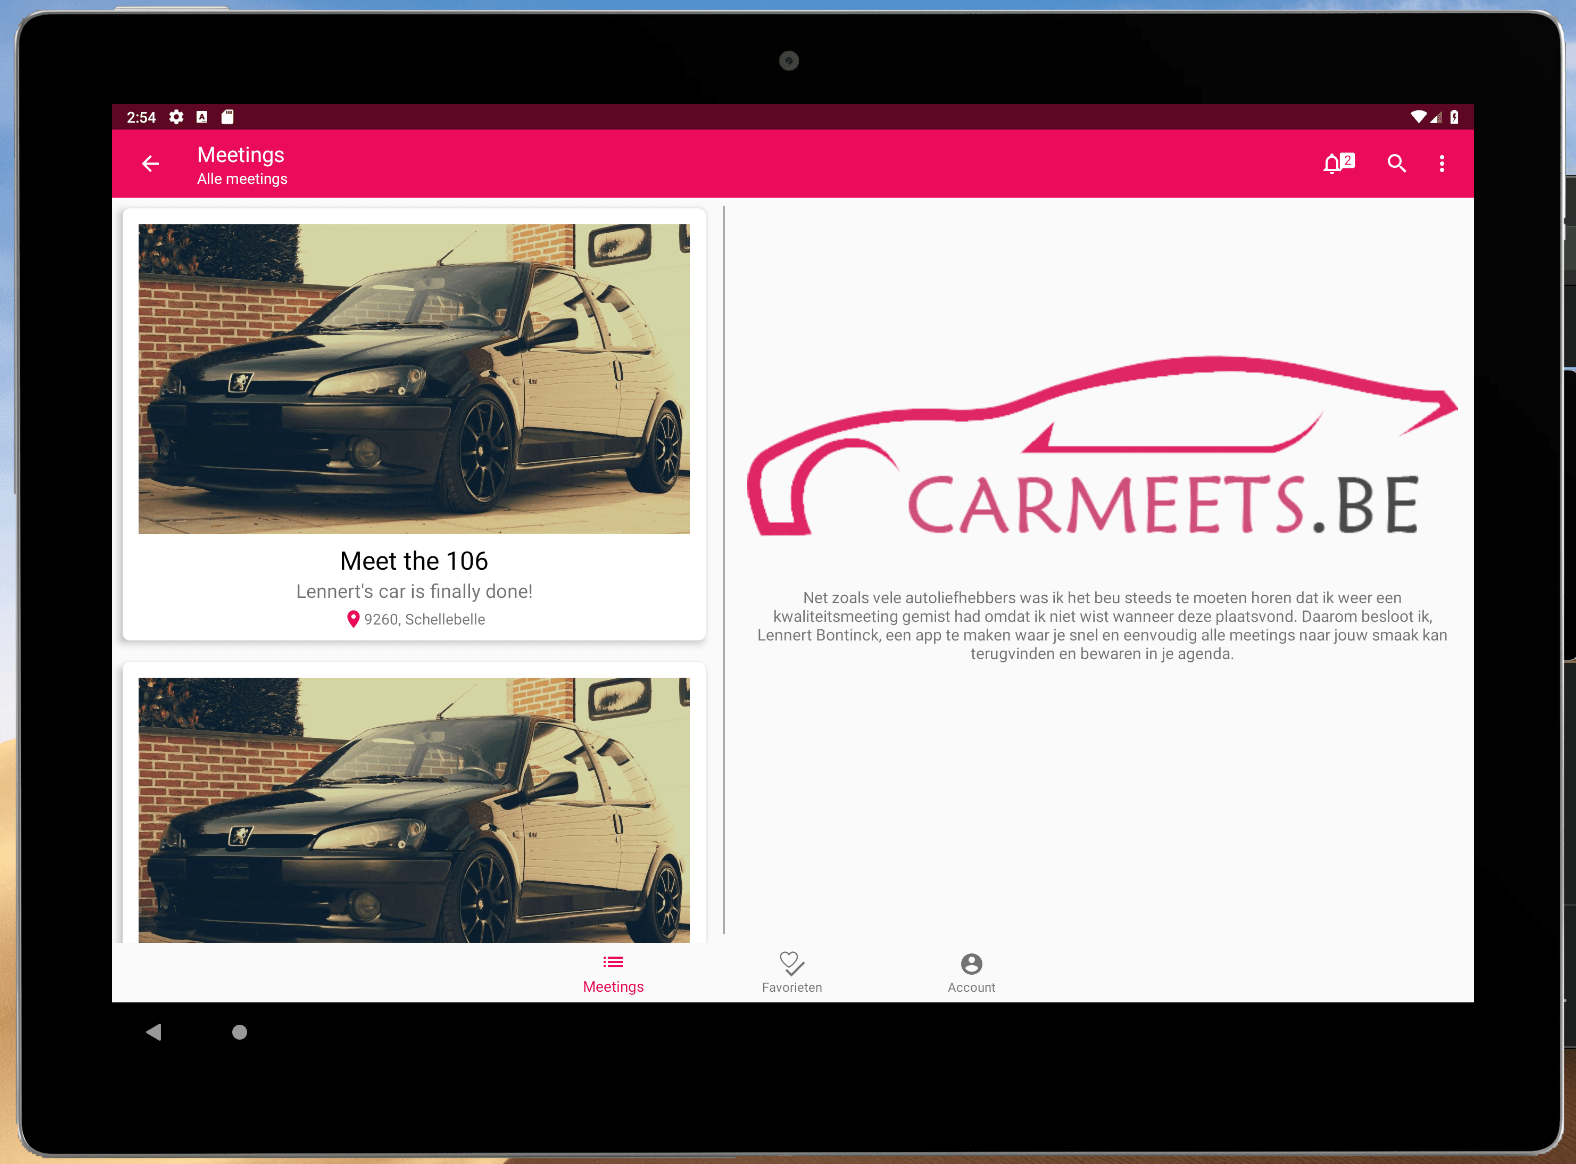 2:54
Meetings
Alle meetings
2
Meet the 106
Lennert's car is finally done!
9260, Schellebelle
CARMEETS.BE
Net zoals vele autoliefhebbers was ik het beu steeds te moeten horen dat ik weer een
kwaliteitsmeeting gemist had omdat ik niet wist wanneer deze plaatsvond. Daarom besloot ik,
Lennert Bontinck, een app te maken waar je snel en eenvoudig alle meetings naar jouw smaak kan
terugvinden en bewaren in je agenda.
Meetings
Favorieten
Account